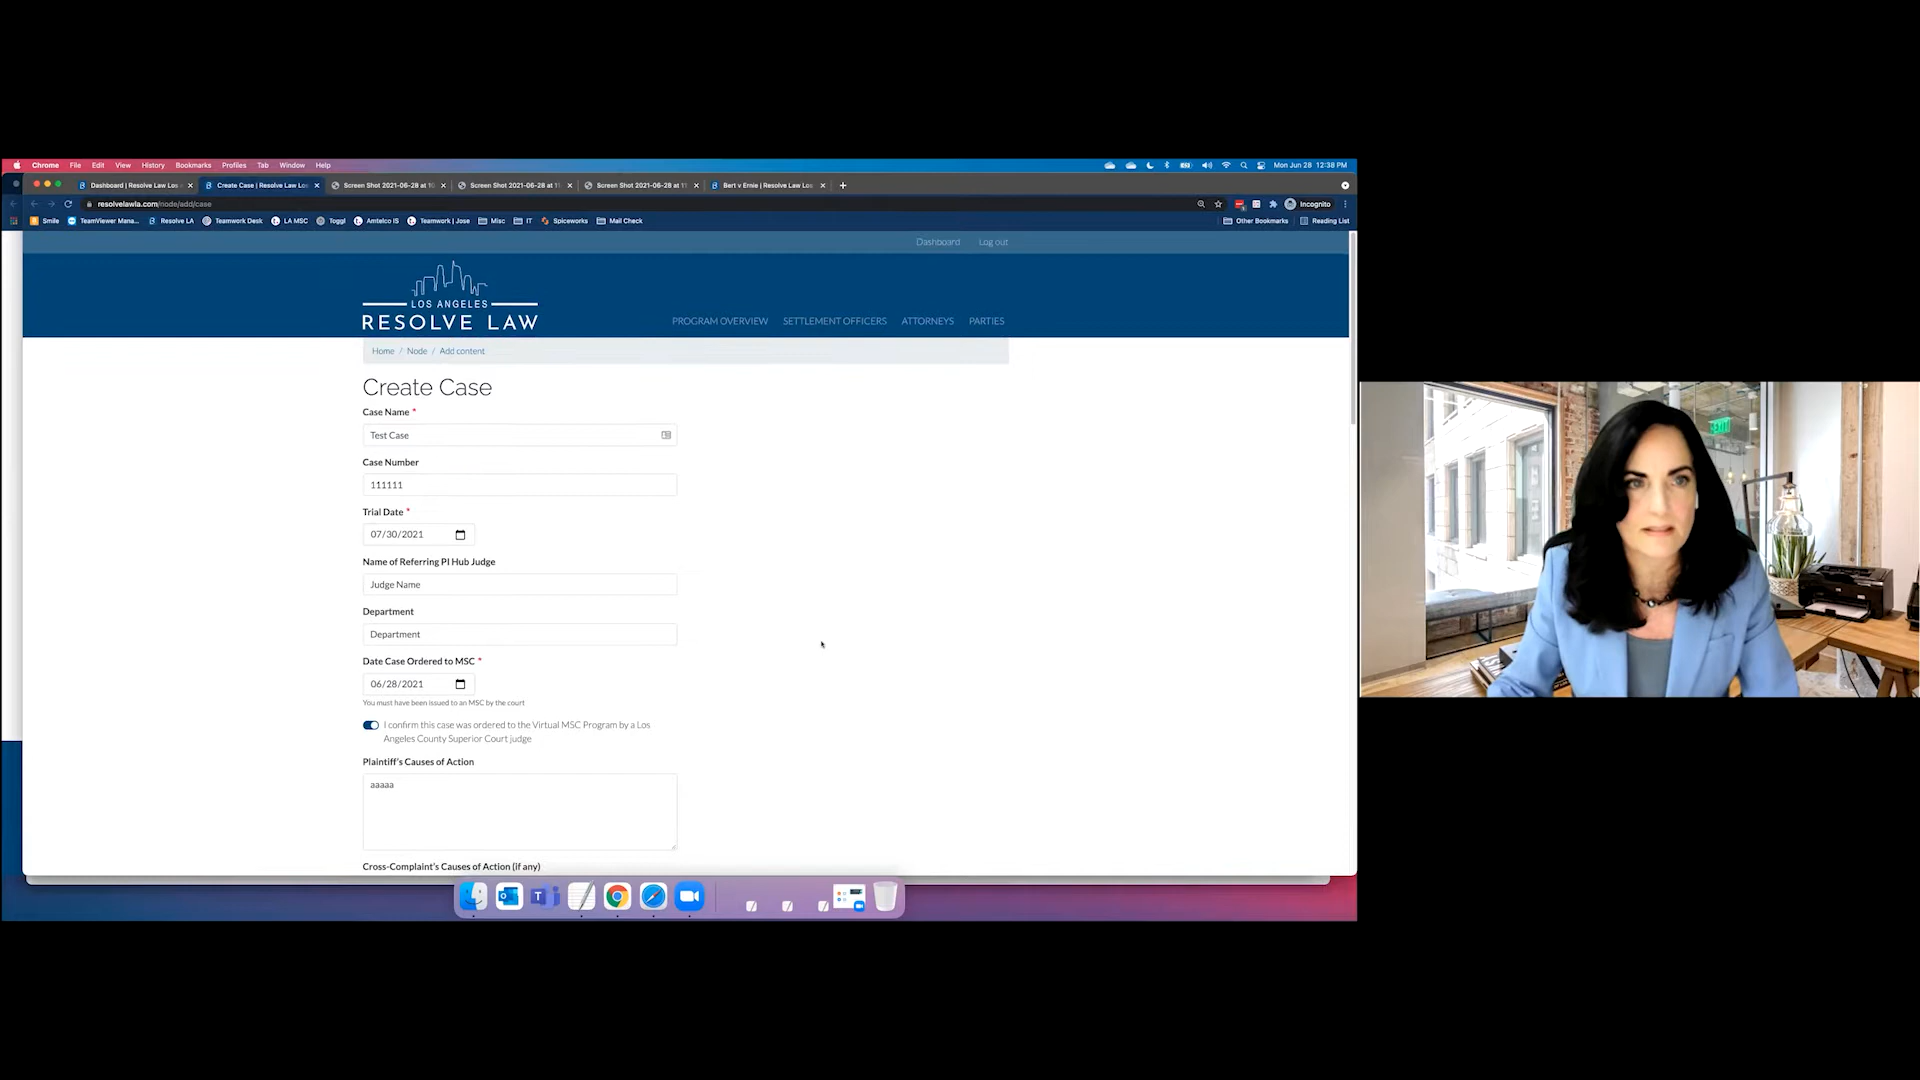 Chrome File Edit View History Bookmarks Profiles Tab Window Help Mon Jun 28 12:38 PM
Dashboard | Resolve Law Los Create Case | Resolve Law Los Screen Shot 2021-06-28 at 10 Screen Shot 2021-06-28 at 11 Screen Shot 2021-06-28 at 11 Bert v Ernie | Resolve Law Los
resolvelawla.com/node/add/case Incognito
Smile TeamViewer Mana... Resolve LA Teamwork Desk LA MSC Toggl Amtelco IS Teamwork | Jose Misc IT Spiceworks Mail Check Other Bookmarks Reading List
Dashboard Log out
LOS ANGELES
RESOLVE LAW
PROGRAM OVERVIEW SETTLEMENT OFFICERS ATTORNEYS PARTIES
Home / Node / Add content
Create Case
Case Name *
Test Case
Case Number
111111
Trial Date *
07/30/2021
Name of Referring PI Hub Judge
Judge Name
Department
Department
Date Case Ordered to MSC *
06/28/2021
You must have been issued to an MSC by the court
I confirm this case was ordered to the Virtual MSC Program by a Los
Angeles County Superior Court judge
Plaintiff's Causes of Action
aaaaa
Cross-Complaint's Causes of Action (if any)
EXIT